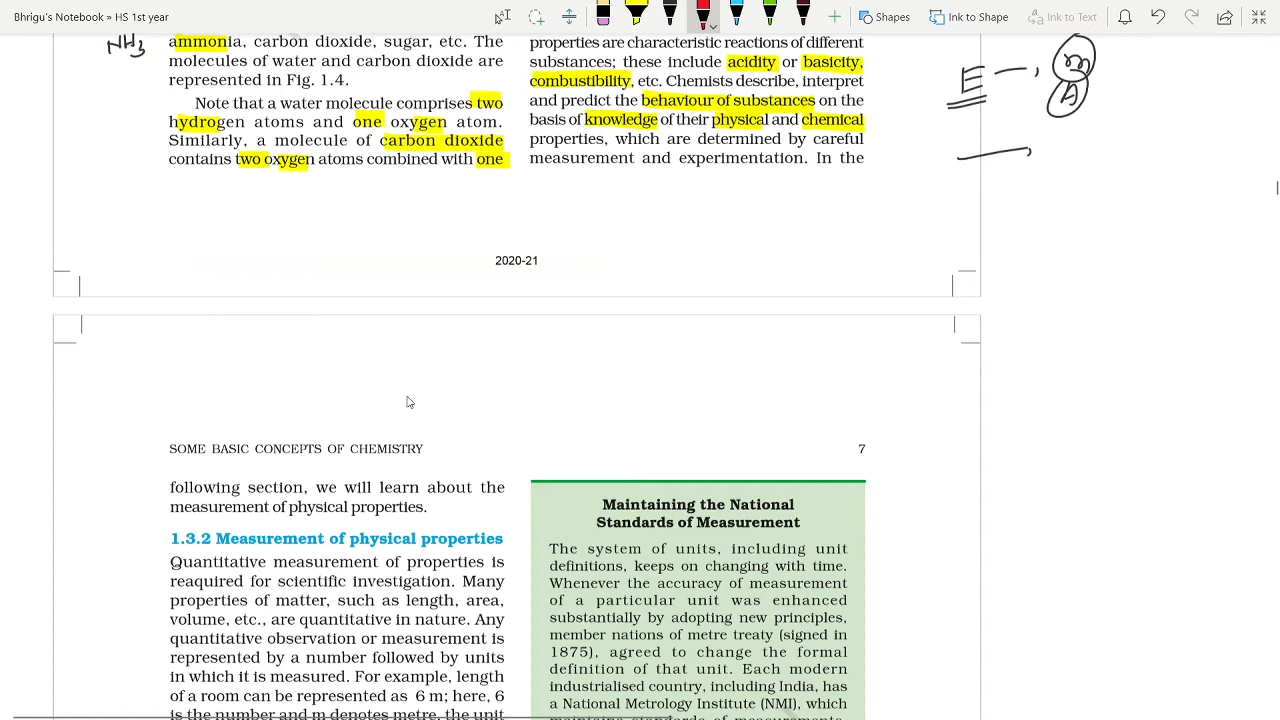 Bhrigu's Notebook » HS 1st year
Shapes
Ink to Shape
Ink to Text
NH3
ammonia, carbon dioxide, sugar, etc. The
molecules of water and carbon dioxide are
represented in Fig. 1.4.
Note that a water molecule comprises two
hydrogen atoms and one oxygen atom.
Similarly, a molecule of carbon dioxide
contains two oxygen atoms combined with one
properties are characteristic reactions of different
substances; these include acidity or basicity,
combustibility, etc. Chemists describe, interpret
and predict the behaviour of substances on the
basis of knowledge of their physical and chemical
properties, which are determined by careful
measurement and experimentation. In the
E
m
A
2020-21
SOME BASIC CONCEPTS OF CHEMISTRY
7
following section, we will learn about the
measurement of physical properties.
1.3.2 Measurement of physical properties
Quantitative measurement of properties is
reaquired for scientific investigation. Many
properties of matter, such as length, area,
volume, etc., are quantitative in nature. Any
quantitative observation or measurement is
represented by a number followed by units
in which it is measured. For example, length
of a room can be represented as 6 m; here, 6
is the number and m denotes metre, the unit
Maintaining the National
Standards of Measurement
The system of units, including unit
definitions, keeps on changing with time.
Whenever the accuracy of measurement
of a particular unit was enhanced
substantially by adopting new principles,
member nations of metre treaty (signed in
1875), agreed to change the formal
definition of that unit. Each modern
industrialised country, including India, has
a National Metrology Institute (NMI), which
maintains standards of measurements.